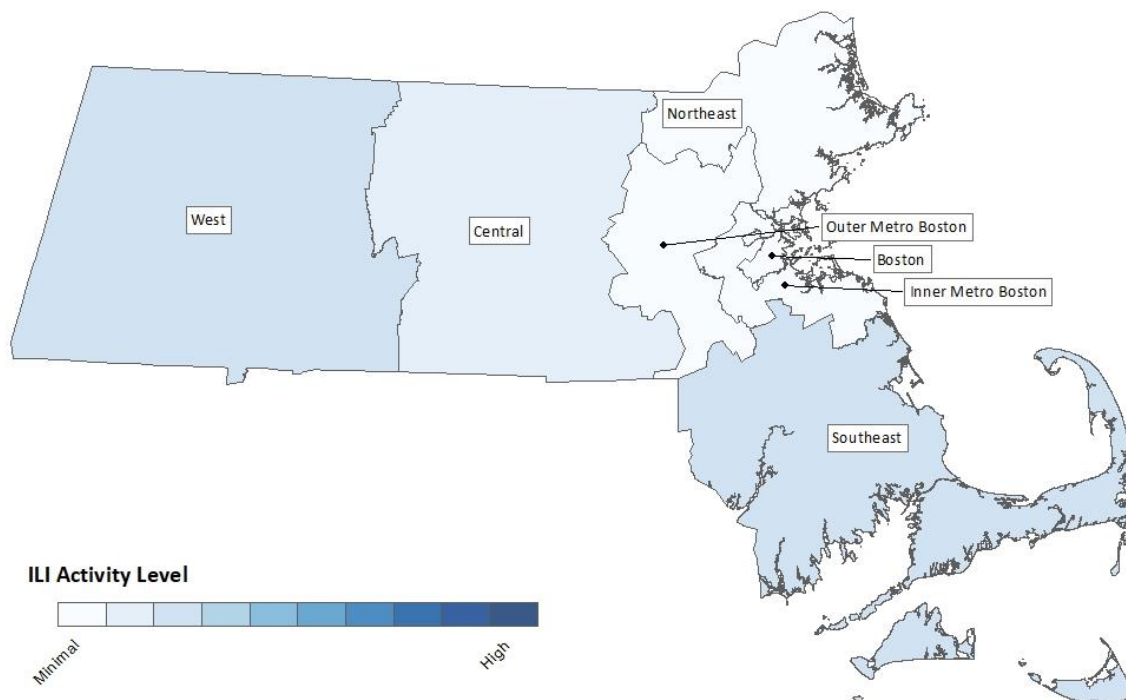 Northeast
West
Central
Outer Metro Boston
Boston
Inner Metro Boston
Southeast
ILI Activity Level
Minimal
High